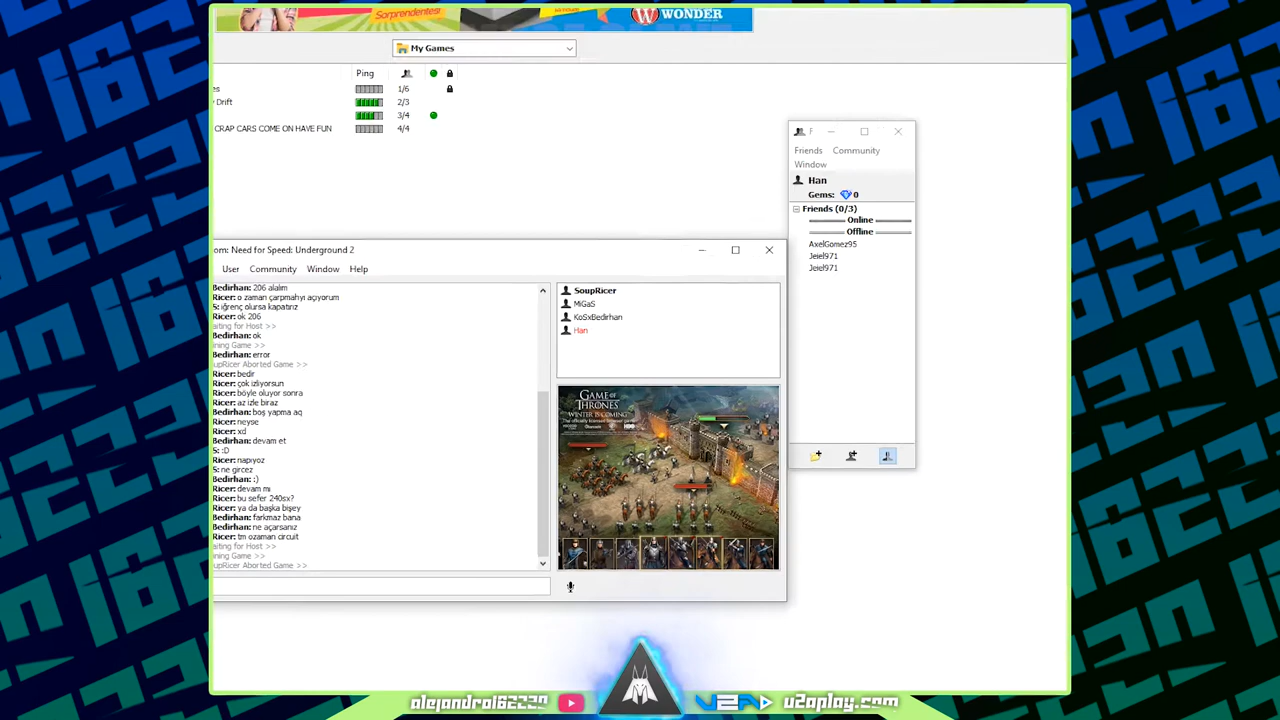 Sorprendentes!
WONDER
My Games
Ping
es 1/6
Drift 2/3
3/4
CRAP CARS COME ON HAVE FUN 4/4
F
Friends Community
Window
Han
Gems: 0
Friends (0/3)
Online
Offline
AxelGomez95
Jeiel971
Jeiel971
om: Need for Speed: Underground 2
User Community Window Help
Bedirhan: 206 alalım
Ricer: o zaman çarpmahyı açıyorum
S: iğrenç olursa kapatırız
Ricer: ok 206
aiting for Host >>
Bedirhan: ok
ining Game >>
Bedirhan: error
upRicer Aborted Game >>
Ricer: bedir
Ricer: çok izliyorsun
Ricer: böyle oluyor sonra
Ricer: az izle biraz
Bedirhan: boş yapma aq
Ricer: neyse
Ricer: xd
Bedirhan: devam et
S: :D
Ricer: napıyoz
S: ne gircez
Bedirhan: :)
Ricer: devam mı
Ricer: bu sefer 240sx?
Ricer: ya da başka bişey
Bedirhan: farkmaz bana
Bedirhan: ne açarsanız
Ricer: tm ozaman circuit
aiting for Host >>
ining Game >>
upRicer Aborted Game >>
SoupRicer
MiGaS
KoSxBedirhan
Han
GAME OF
THRONES
WINTER IS COMING
alejandro162229
U2A
u2aplay.com